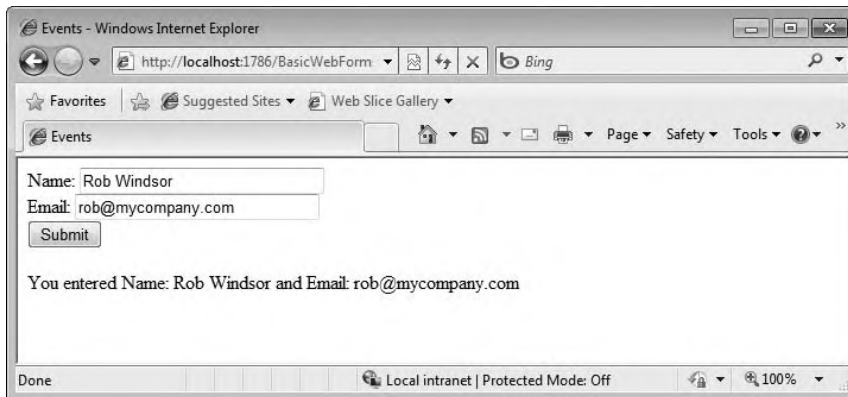 Events - Windows Internet Explorer
http://localhost:1786/BasicWebForm
Bing
Favorites Suggested Sites Web Slice Gallery
Events Page Safety Tools »
Name: Rob Windsor
Email: rob@mycompany.com
Submit
You entered Name: Rob Windsor and Email: rob@mycompany.com
Done Local intranet | Protected Mode: Off 100%